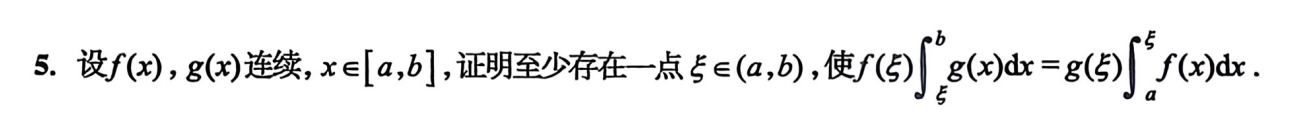 5. 设f(x),g(x)连续,x∈[a,b],证明至少存在一点ξ∈(a,b),使f(ξ)∫_ξ^b g(x)dx=g(ξ)∫_a^ξ f(x)dx.